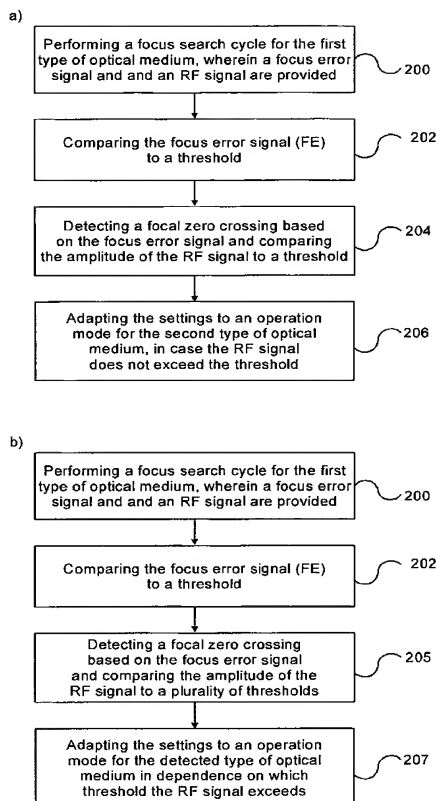 a)
Performing a focus search cycle for the first
type of optical medium, wherein a focus error
signal and and an RF signal are provided
200
Comparing the focus error signal (FE)
to a threshold
202
Detecting a focal zero crossing based
on the focus error signal and comparing
the amplitude of the RF signal to a threshold
204
Adapting the settings to an operation
mode for the second type of optical
medium, in case the RF signal
does not exceed the threshold
206
b)
Performing a focus search cycle for the first
type of optical medium, wherein a focus error
signal and and an RF signal are provided
200
Comparing the focus error signal (FE)
to a threshold
202
Detecting a focal zero crossing
based on the focus error signal
and comparing the amplitude of the
RF signal to a plurality of thresholds
205
Adapting the settings to an operation
mode for the detected type of optical
medium in dependence on which
threshold the RF signal exceeds
207